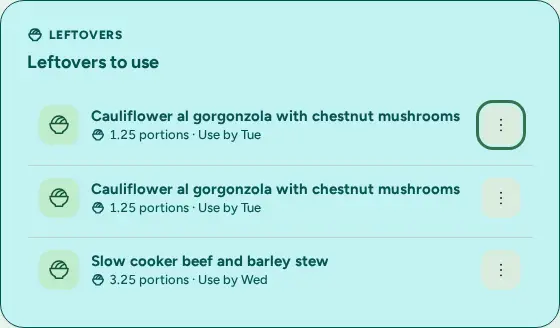 LEFTOVERS
Leftovers to use
Cauliflower al gorgonzola with chestnut mushrooms
1.25 portions · Use by Tue
Cauliflower al gorgonzola with chestnut mushrooms
1.25 portions · Use by Tue
Slow cooker beef and barley stew
3.25 portions · Use by Wed